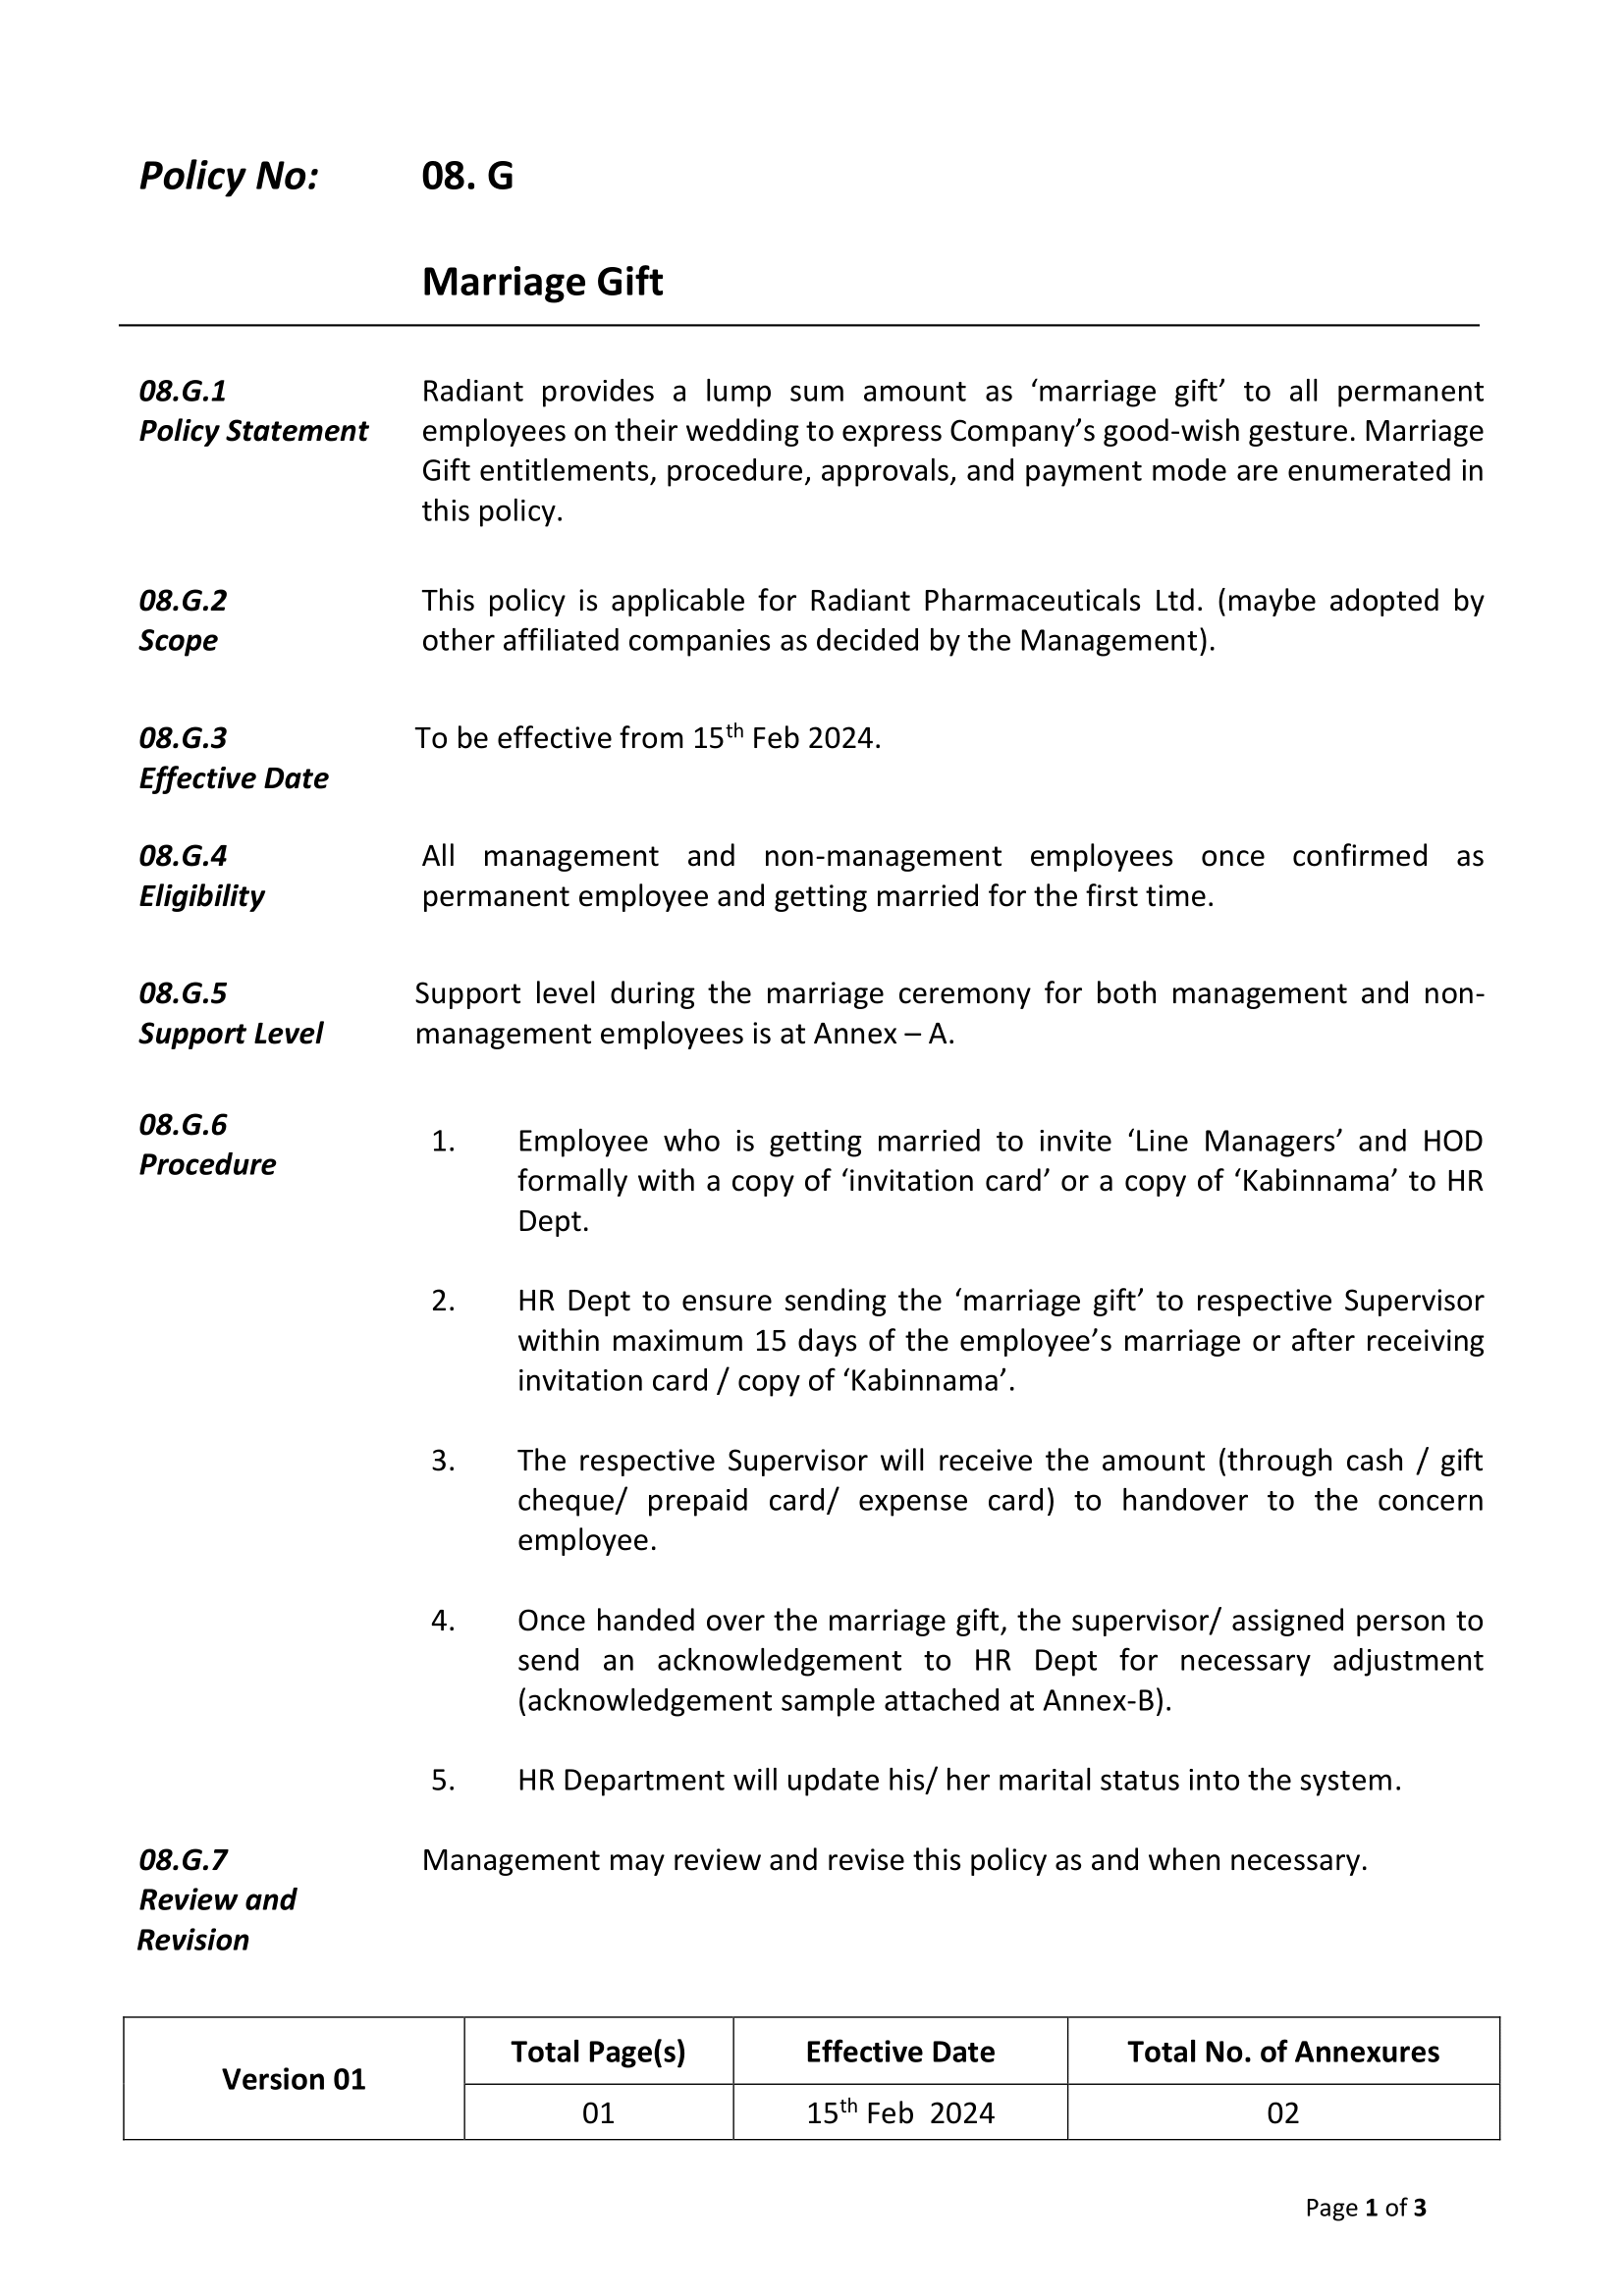 Policy No: 08. G
Marriage Gift
08.G.1 Radiant provides a lump sum amount as ‘marriage gift’ to all permanent
Policy Statement employees on their wedding to express Company’s good-wish gesture. Marriage
Gift entitlements, procedure, approvals, and payment mode are enumerated in
this policy.
08.G.2 This policy is applicable for Radiant Pharmaceuticals Ltd. (maybe adopted by
Scope other affiliated companies as decided by the Management).
08.G.3 To be effective from 15th Feb 2024.
Effective Date
08.G.4 All management and non-management employees once confirmed as
Eligibility permanent employee and getting married for the first time.
08.G.5 Support level during the marriage ceremony for both management and non-
Support Level management employees is at Annex – A.
08.G.6
Procedure
1. Employee who is getting married to invite ‘Line Managers’ and HOD
formally with a copy of ‘invitation card’ or a copy of ‘Kabinnama’ to HR
Dept.
2. HR Dept to ensure sending the ‘marriage gift’ to respective Supervisor
within maximum 15 days of the employee’s marriage or after receiving
invitation card / copy of ‘Kabinnama’.
3. The respective Supervisor will receive the amount (through cash / gift
cheque/ prepaid card/ expense card) to handover to the concern
employee.
4. Once handed over the marriage gift, the supervisor/ assigned person to
send an acknowledgement to HR Dept for necessary adjustment
(acknowledgement sample attached at Annex-B).
5. HR Department will update his/ her marital status into the system.
08.G.7 Management may review and revise this policy as and when necessary.
Review and
Revision
Version 01 Total Page(s) Effective Date Total No. of Annexures
01 15th Feb 2024 02
Page 1 of 3